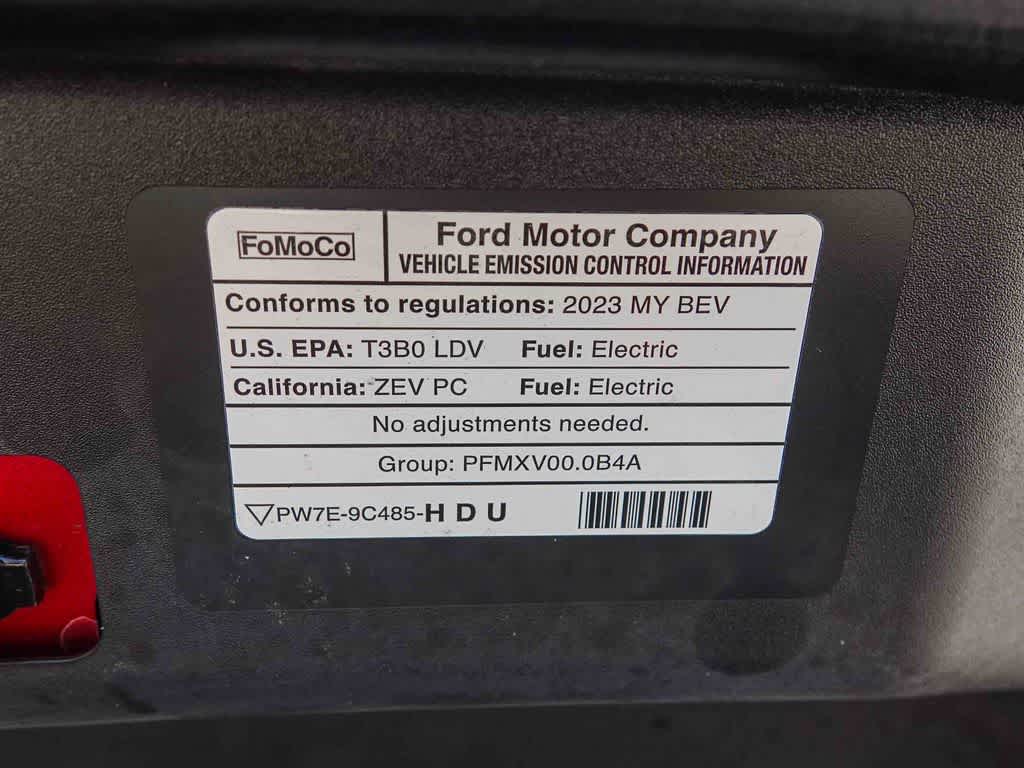 FoMoCo
Ford Motor Company
VEHICLE EMISSION CONTROL INFORMATION
Conforms to regulations: 2023 MY BEV
U.S. EPA: T3B0 LDV Fuel: Electric
California: ZEV PC Fuel: Electric
No adjustments needed.
Group: PFMXV00.0B4A
PW7E-9C485-HDU